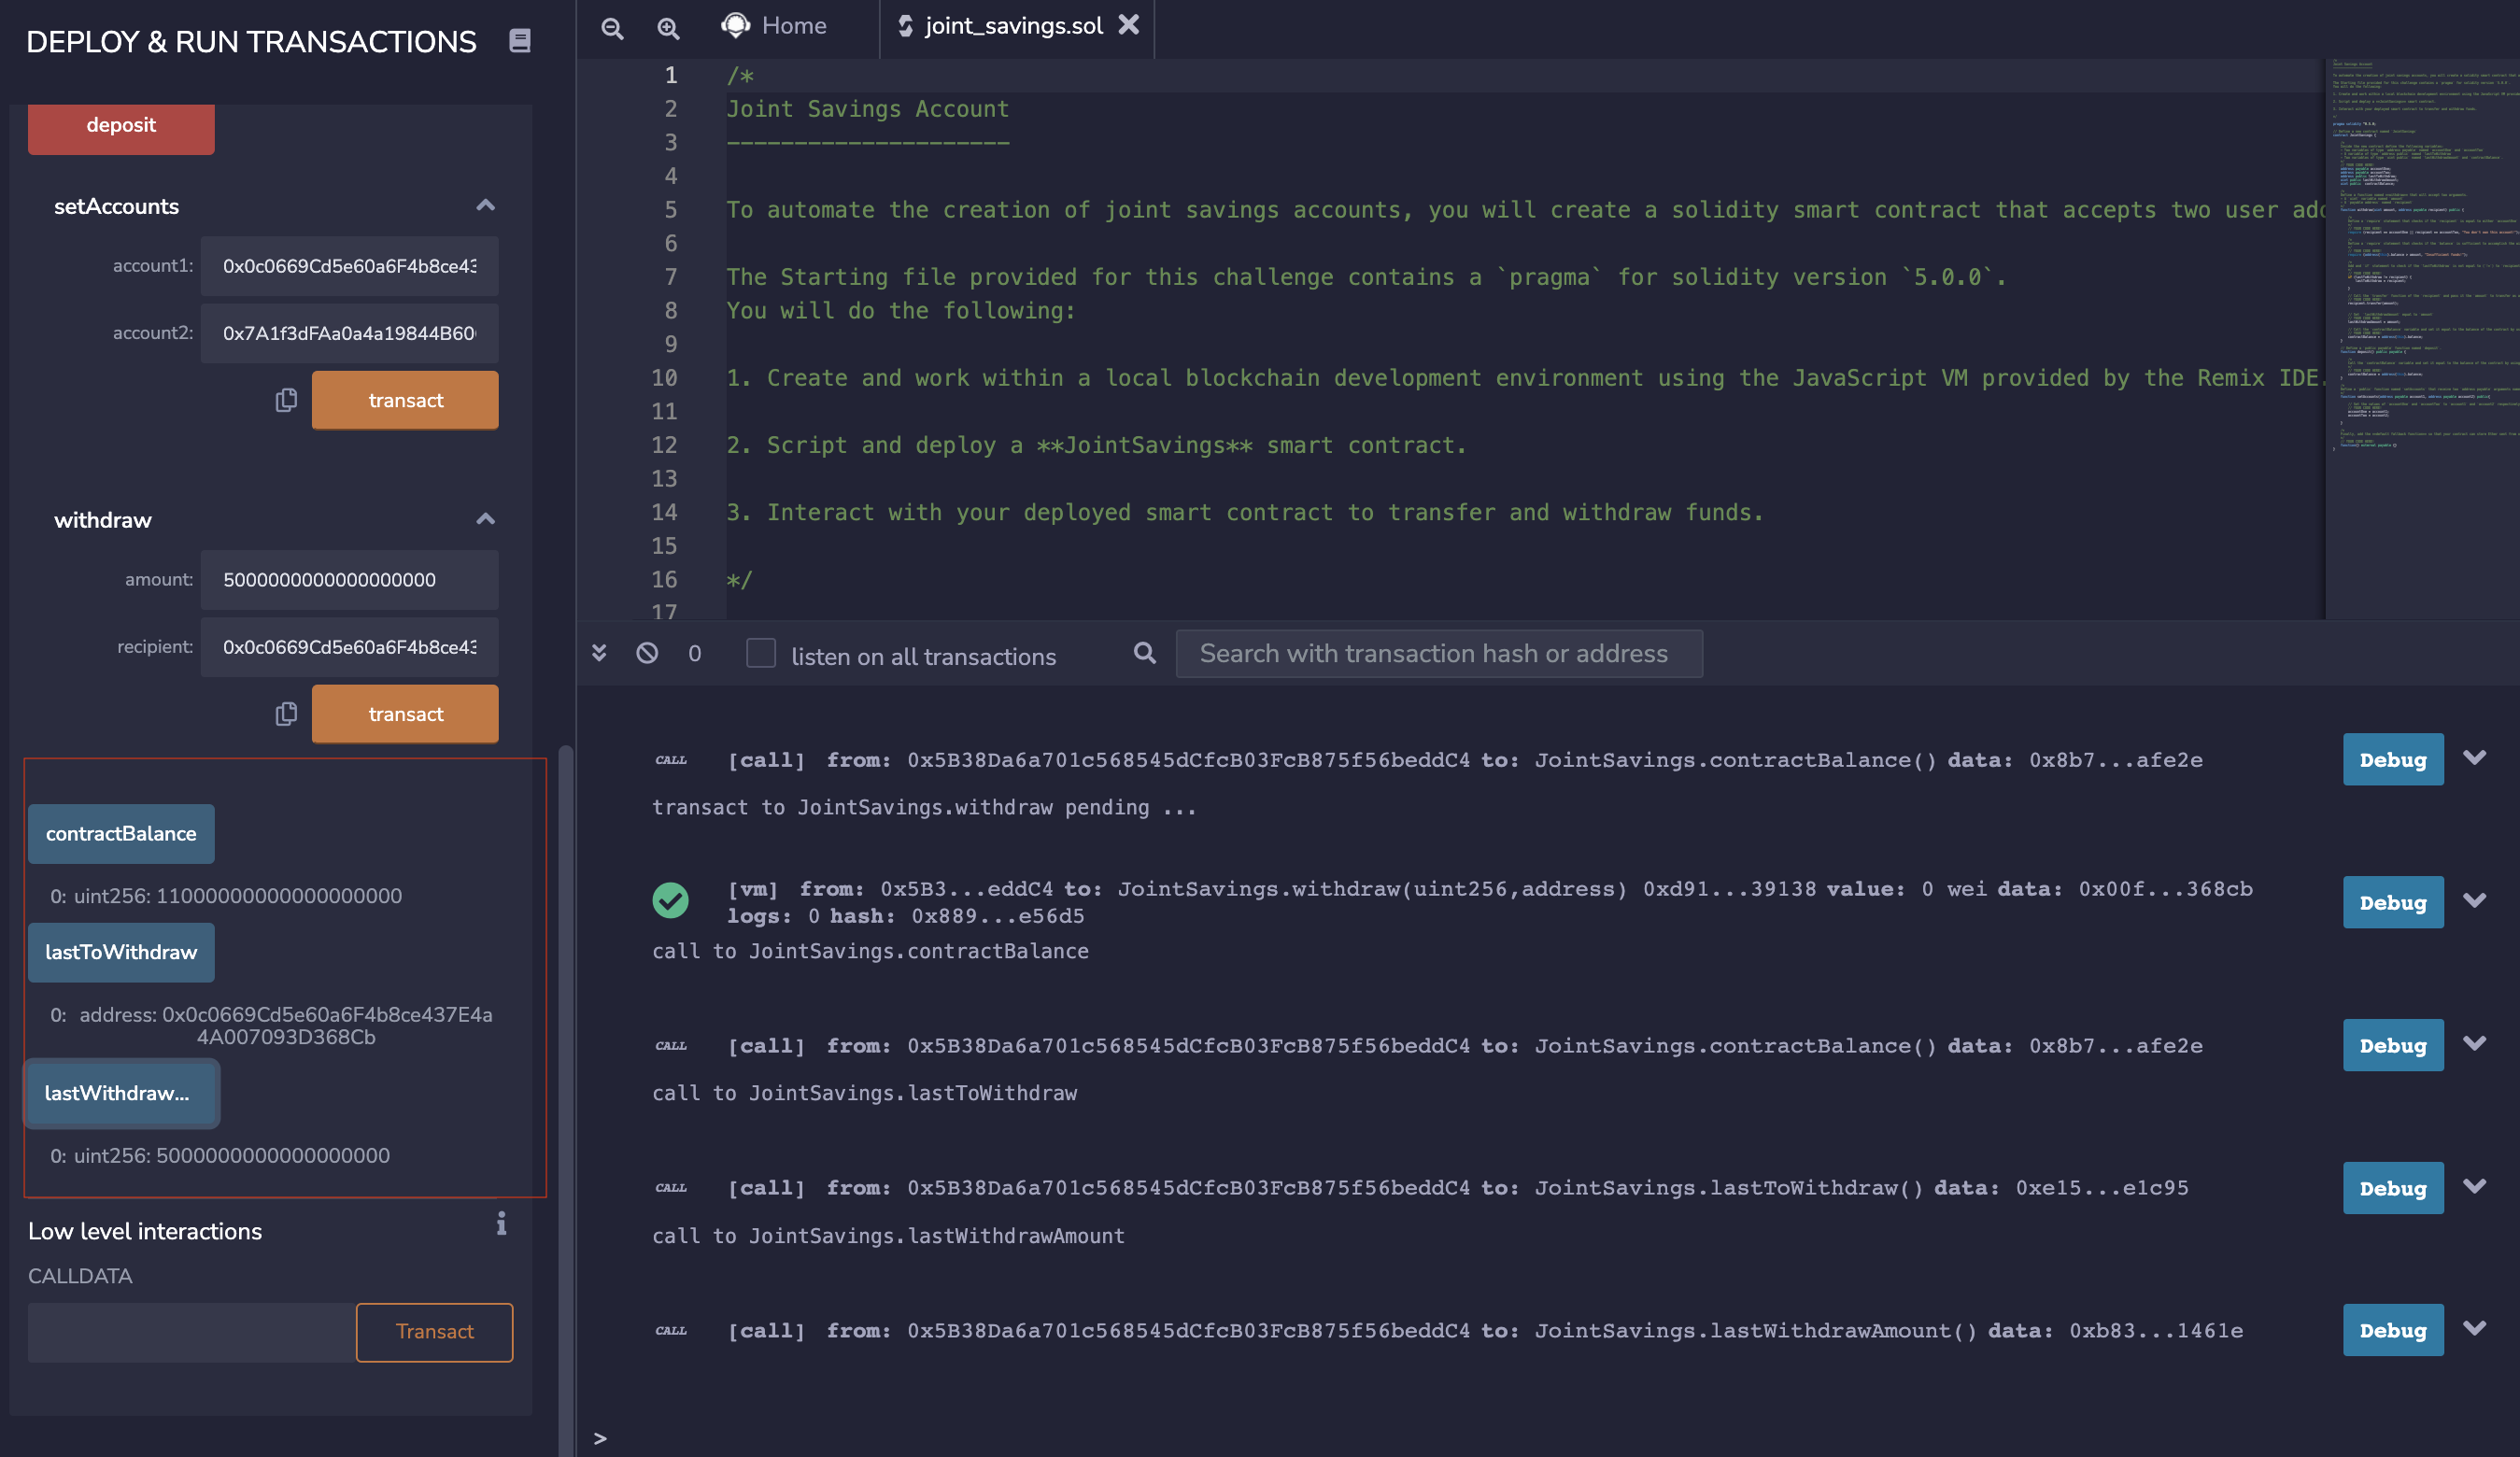 DEPLOY & RUN TRANSACTIONS
deposit
setAccounts
account1: 0x0c0669Cd5e60a6F4b8ce43
account2: 0x7A1f3dFAa0a4a19844B60
transact
withdraw
amount: 5000000000000000000
recipient: 0x0c0669Cd5e60a6F4b8ce43
transact
contractBalance
0: uint256: 11000000000000000000
lastToWithdraw
0: address: 0x0c0669Cd5e60a6F4b8ce437E4a
4A007093D368Cb
lastWithdraw...
0: uint256: 5000000000000000000
Low level interactions
CALLDATA
Transact
Home
joint_savings.sol
1 /*
2 Joint Savings Account
3 ---------------------
4
5 To automate the creation of joint savings accounts, you will create a solidity smart contract that accepts two user add
6
7 The Starting file provided for this challenge contains a `pragma` for solidity version `5.0.0`.
8 You will do the following:
9
10 1. Create and work within a local blockchain development environment using the JavaScript VM provided by the Remix IDE.
11
12 2. Script and deploy a **JointSavings** smart contract.
13
14 3. Interact with your deployed smart contract to transfer and withdraw funds.
15
16 */
17
0 listen on all transactions Search with transaction hash or address
CALL [call] from: 0x5B38Da6a701c568545dCfcB03FcB875f56beddC4 to: JointSavings.contractBalance() data: 0x8b7...afe2e Debug
transact to JointSavings.withdraw pending ...
[vm] from: 0x5B3...eddC4 to: JointSavings.withdraw(uint256,address) 0xd91...39138 value: 0 wei data: 0x00f...368cb Debug
logs: 0 hash: 0x889...e56d5
call to JointSavings.contractBalance
CALL [call] from: 0x5B38Da6a701c568545dCfcB03FcB875f56beddC4 to: JointSavings.contractBalance() data: 0x8b7...afe2e Debug
call to JointSavings.lastToWithdraw
CALL [call] from: 0x5B38Da6a701c568545dCfcB03FcB875f56beddC4 to: JointSavings.lastToWithdraw() data: 0xe15...e1c95 Debug
call to JointSavings.lastWithdrawAmount
CALL [call] from: 0x5B38Da6a701c568545dCfcB03FcB875f56beddC4 to: JointSavings.lastWithdrawAmount() data: 0xb83...1461e Debug
>